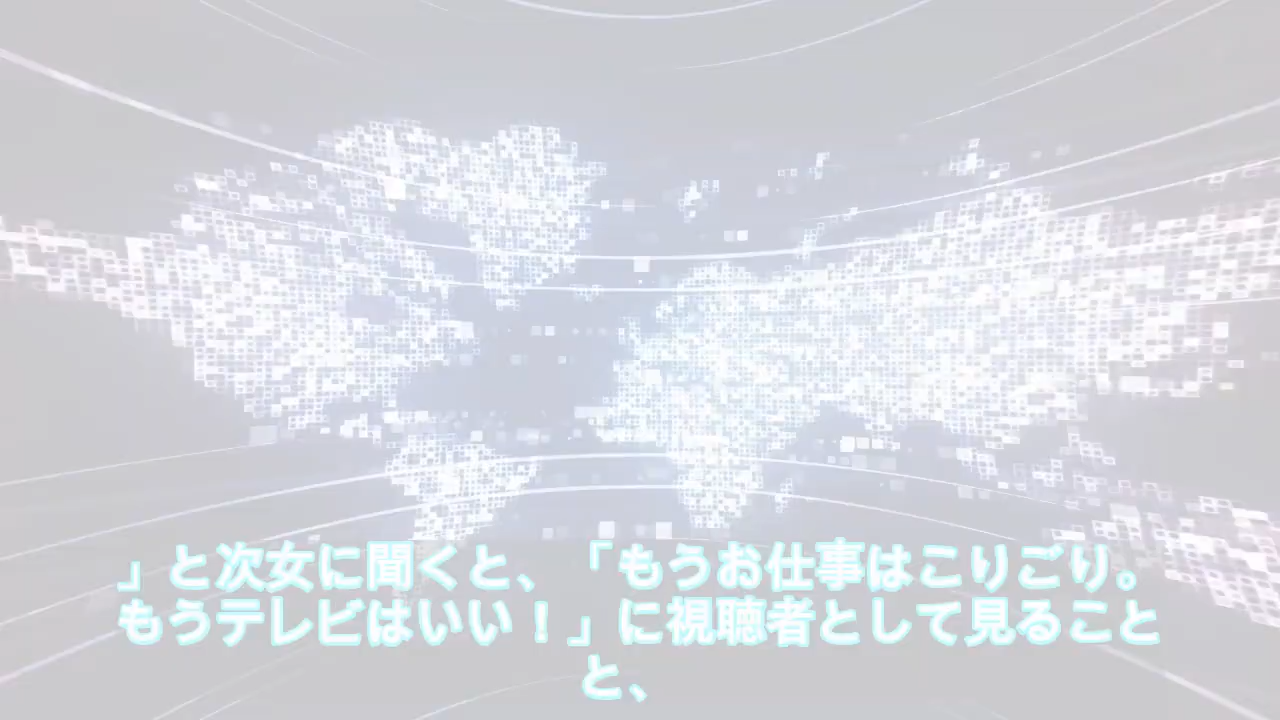 」と次女に聞くと、「もうお仕事はこりごり。
もうテレビはいい！」に視聴者として見ること
と、